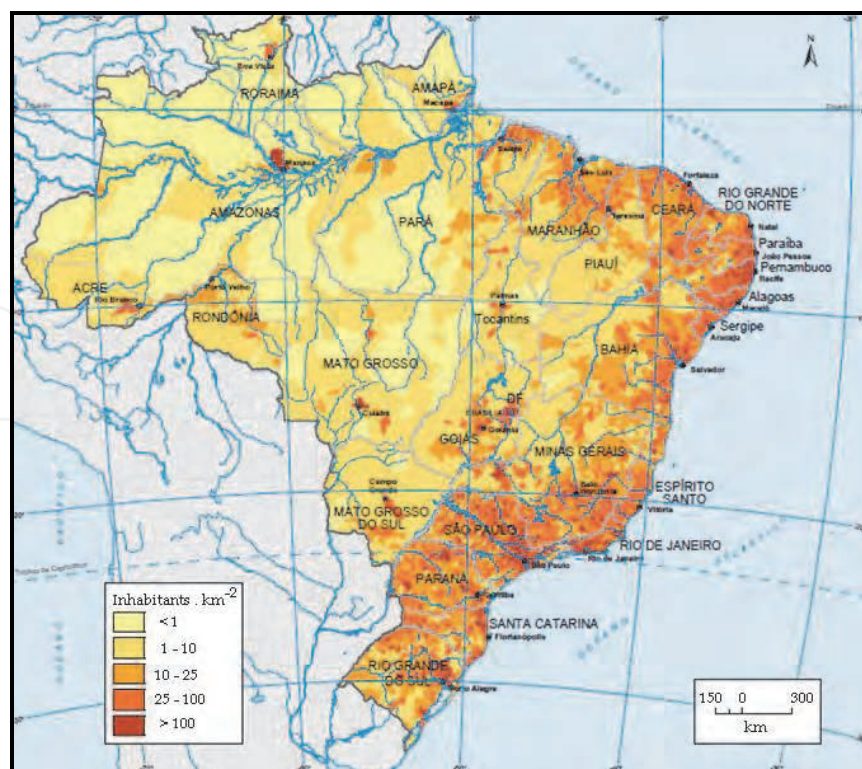 N
Boa Vista
RORAIMA
AMAPÁ
Macapá
OCEANO
ATLÂNTICO
Belém
Manaus
São Luís
Fortaleza
AMAZONAS
PARÁ
MARANHÃO
Teresina
CEARÁ
RIO GRANDE
DO NORTE
Natal
PIAUÍ
Paraíba
João Pessoa
Pernambuco
Recife
ACRE
Rio Branco
Porto Velho
RONDÔNIA
Palmas
Tocantins
Alagoas
Maceió
Sergipe
Aracaju
MATO GROSSO
BAHIA
Salvador
Cuiabá
DF
BRASÍLIA
GOIÁS
Goiânia
MINAS GERAIS
Campo
Grande
Belo
Horizonte
ESPÍRITO
SANTO
Vitória
MATO GROSSO
DO SUL
SÃO PAULO
RIO DE JANEIRO
São Paulo
Rio de Janeiro
PARANÁ
Curitiba
SANTA CATARINA
Florianópolis
RIO GRANDE
DO SUL
Porto Alegre
Inhabitants . km⁻²
<1
1 - 10
10 - 25
25 - 100
> 100
150 0 300
km